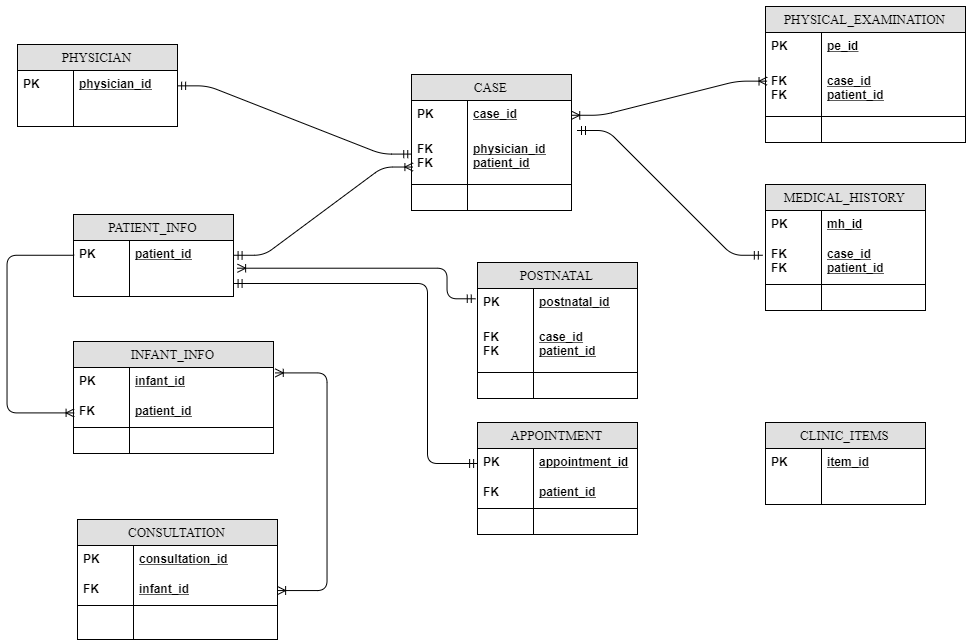 PHYSICIAN
PK physician_id
CASE
PK case_id
FK physician_id
FK patient_id
PHYSICAL_EXAMINATION
PK pe_id
FK case_id
FK patient_id
PATIENT_INFO
PK patient_id
MEDICAL_HISTORY
PK mh_id
FK case_id
FK patient_id
POSTNATAL
PK postnatal_id
FK case_id
FK patient_id
INFANT_INFO
PK infant_id
FK patient_id
APPOINTMENT
PK appointment_id
FK patient_id
CLINIC_ITEMS
PK item_id
CONSULTATION
PK consultation_id
FK infant_id